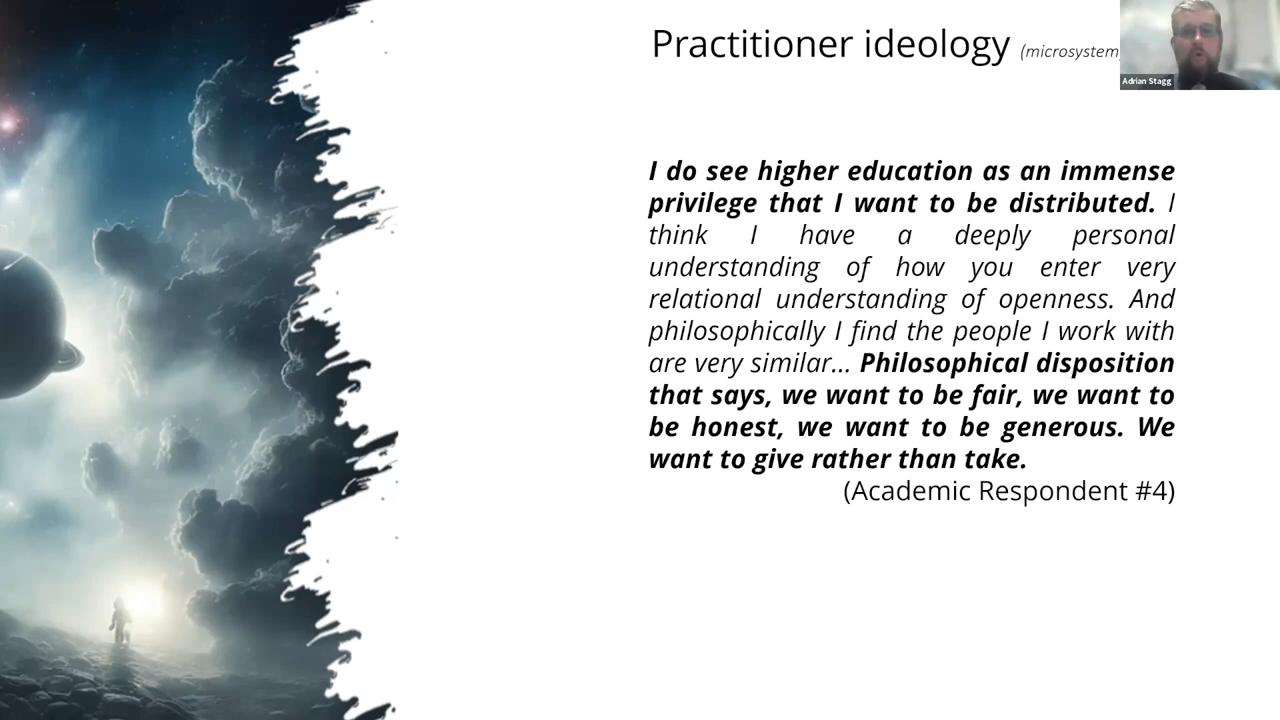 Practitioner ideology (microsystem
Adrian Stagg
I do see higher education as an immense
privilege that I want to be distributed. I
think I have a deeply personal
understanding of how you enter very
relational understanding of openness. And
philosophically I find the people I work with
are very similar... Philosophical disposition
that says, we want to be fair, we want to
be honest, we want to be generous. We
want to give rather than take.
(Academic Respondent #4)